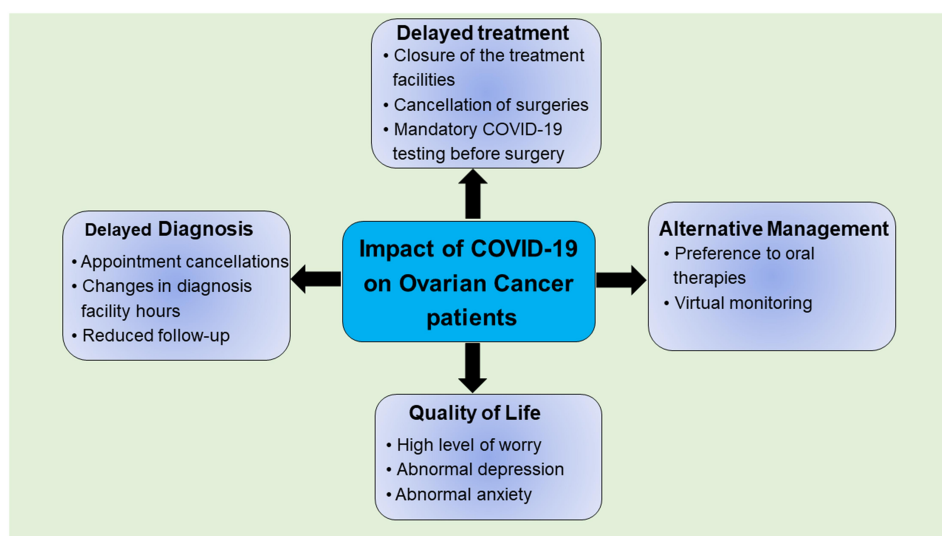 Delayed treatment
• Closure of the treatment
facilities
• Cancellation of surgeries
• Mandatory COVID-19
testing before surgery
Delayed Diagnosis
• Appointment cancellations
• Changes in diagnosis
facility hours
• Reduced follow-up
Impact of COVID-19
on Ovarian Cancer
patients
Alternative Management
• Preference to oral
therapies
• Virtual monitoring
Quality of Life
• High level of worry
• Abnormal depression
• Abnormal anxiety